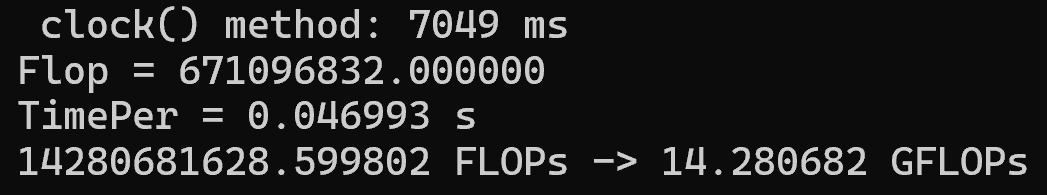 clock() method: 7049 ms
Flop = 671096832.000000
TimePer = 0.046993 s
14280681628.599802 FLOPs -> 14.280682 GFLOPs